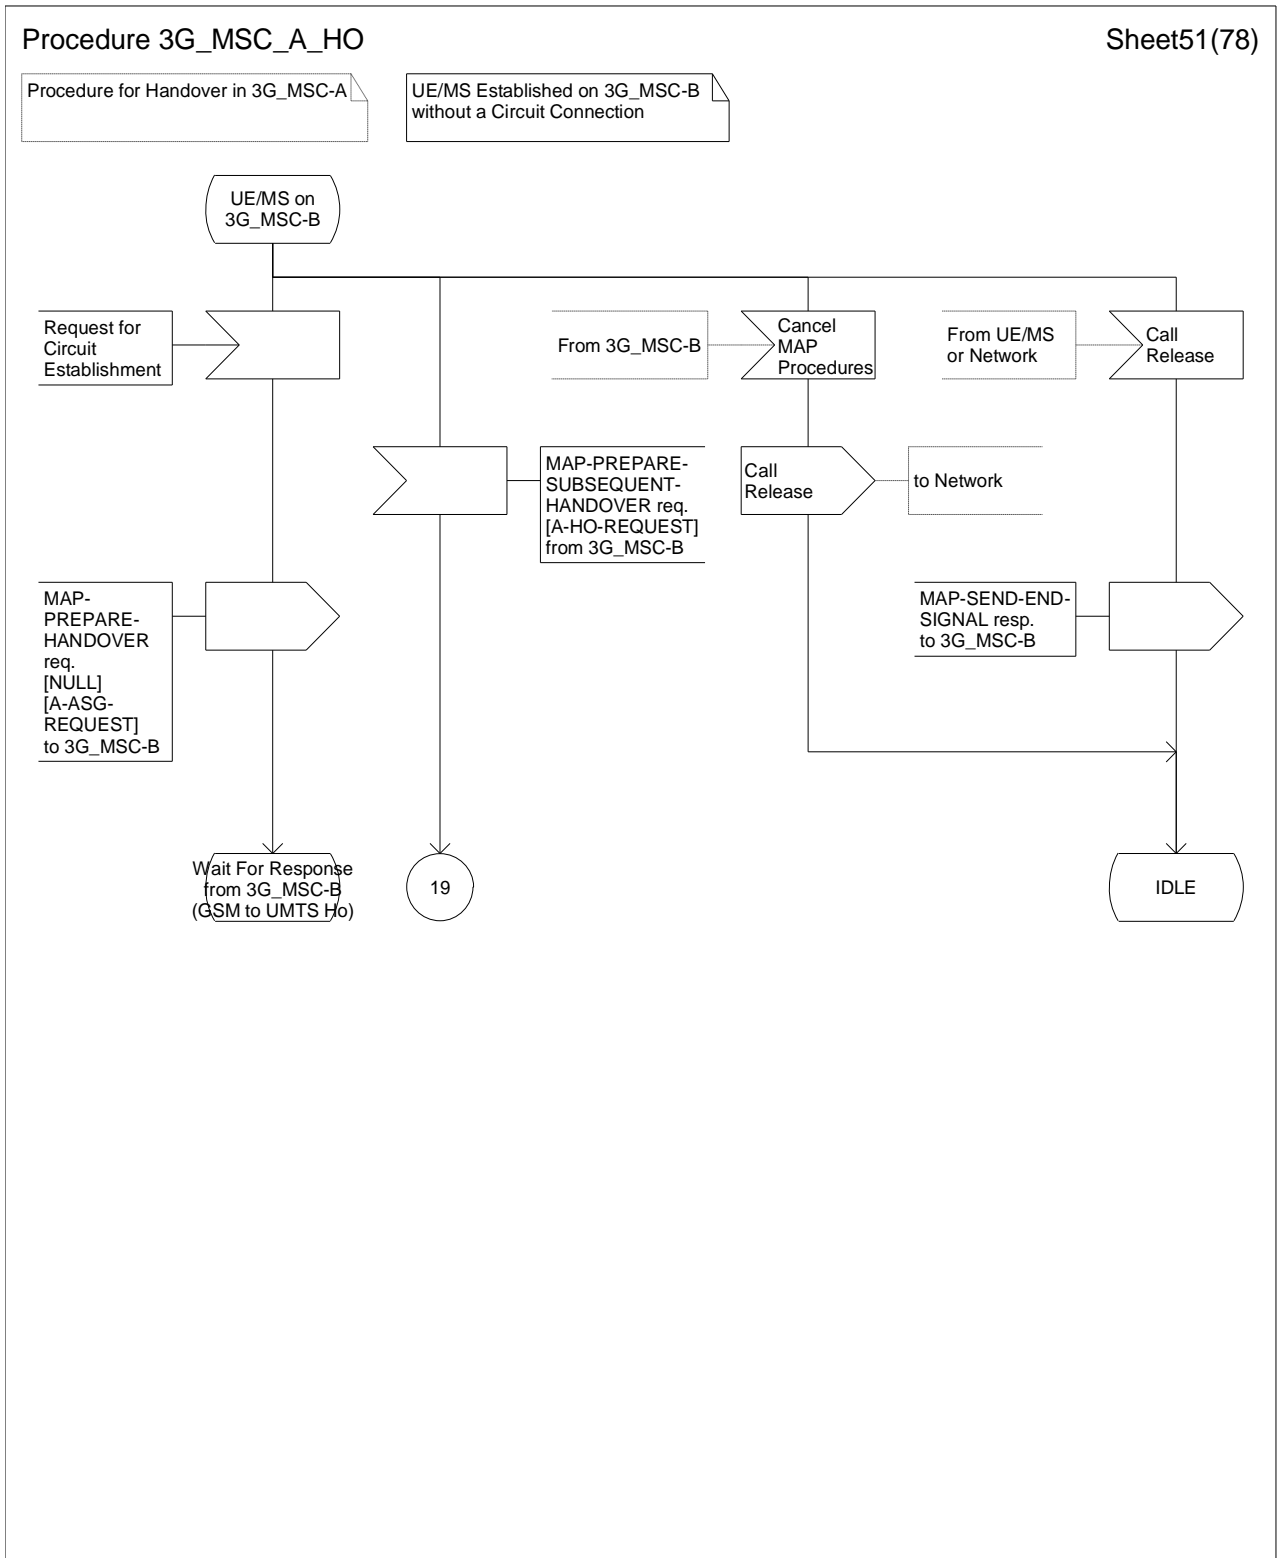 Procedure 3G_MSC_A_HO
Sheet51(78)
Procedure for Handover in 3G_MSC-A
UE/MS Established on 3G_MSC-B
without a Circuit Connection
UE/MS on
3G_MSC-B
Request for
Circuit
Establishment
From 3G_MSC-B
Cancel
MAP
Procedures
From UE/MS
or Network
Call
Release
MAP-PREPARE-
SUBSEQUENT-
HANDOVER req.
[A-HO-REQUEST]
from 3G_MSC-B
Call
Release
to Network
MAP-
PREPARE-
HANDOVER
req.
[NULL]
[A-ASG-
REQUEST]
to 3G_MSC-B
MAP-SEND-END-
SIGNAL resp.
to 3G_MSC-B
Wait For Response
from 3G_MSC-B
(GSM to UMTS Ho)
19
IDLE